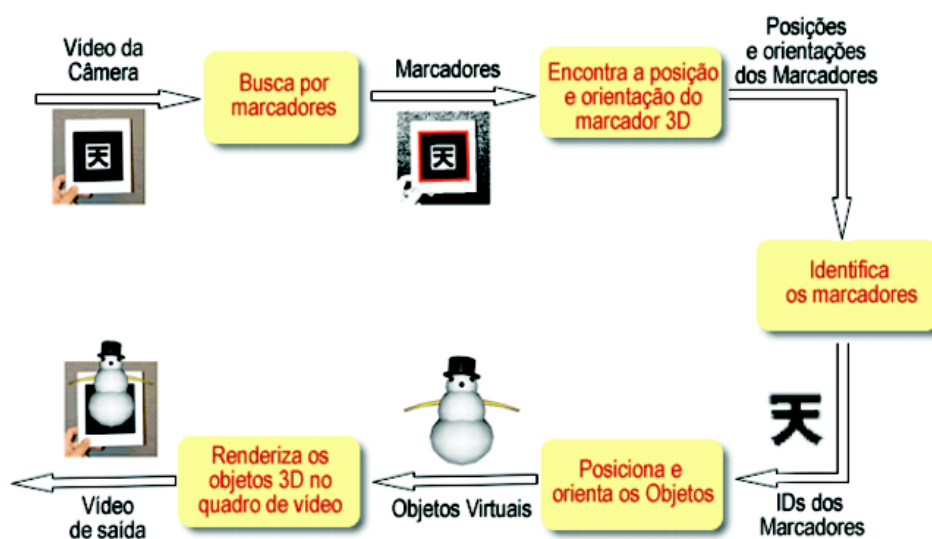 Vídeo da
Câmera
Busca por
marcadores
Marcadores
Encontra a posição
e orientação do
marcador 3D
Posições
e orientações
dos Marcadores
天
天
Identifica
os marcadores
天
IDs dos
Marcadores
Posiciona e
orienta os Objetos
Objetos Virtuais
Renderiza os
objetos 3D no
quadro de vídeo
Vídeo
de saída